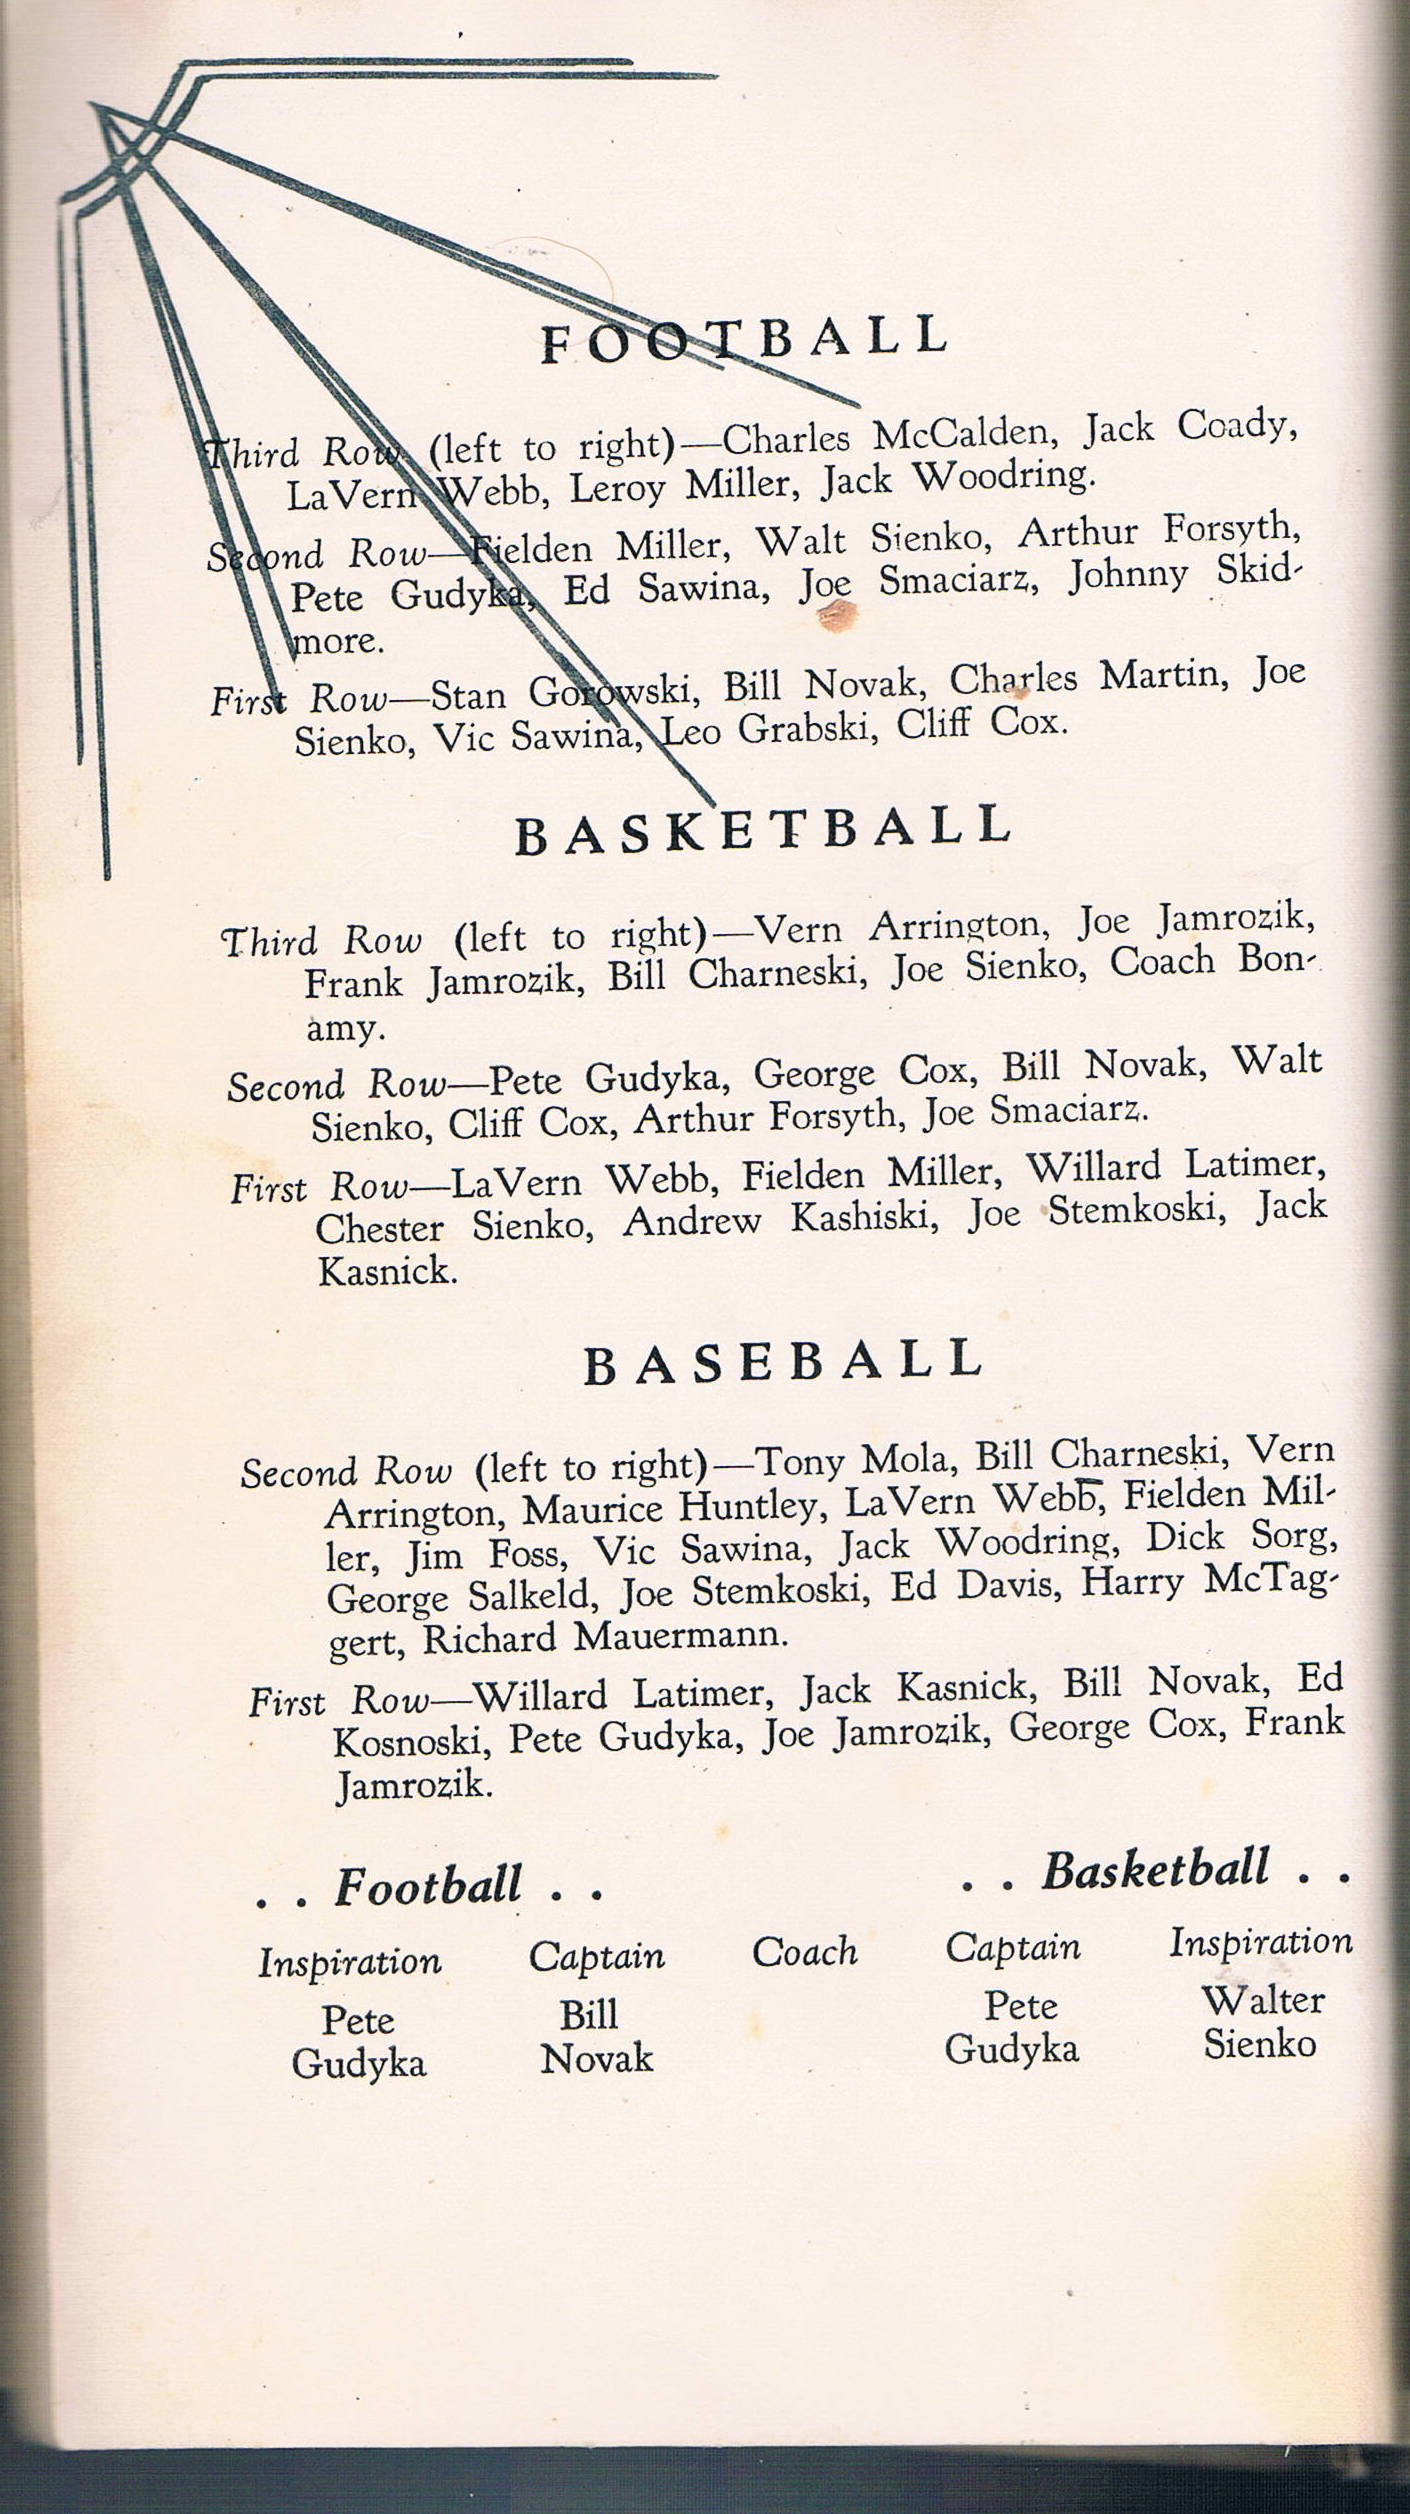 FOOTBALL
Third Row (left to right)—Charles McCalden, Jack Coady,
LaVern Webb, Leroy Miller, Jack Woodring.
Second Row—Fielden Miller, Walt Sienko, Arthur Forsyth,
Pete Gudyka, Ed Sawina, Joe Smaciarz, Johnny Skid-
more.
First Row—Stan Gorowski, Bill Novak, Charles Martin, Joe
Sienko, Vic Sawina, Leo Grabski, Cliff Cox.
BASKETBALL
Third Row (left to right)—Vern Arrington, Joe Jamrozik,
Frank Jamrozik, Bill Charneski, Joe Sienko, Coach Bon-
amy.
Second Row—Pete Gudyka, George Cox, Bill Novak, Walt
Sienko, Cliff Cox, Arthur Forsyth, Joe Smaciarz.
First Row—LaVern Webb, Fielden Miller, Willard Latimer,
Chester Sienko, Andrew Kashiski, Joe Stemkoski, Jack
Kasnick.
BASEBALL
Second Row (left to right)—Tony Mola, Bill Charneski, Vern
Arrington, Maurice Huntley, LaVern Webb, Fielden Mil-
ler, Jim Foss, Vic Sawina, Jack Woodring, Dick Sorg,
George Salkeld, Joe Stemkoski, Ed Davis, Harry McTag-
gert, Richard Mauermann.
First Row—Willard Latimer, Jack Kasnick, Bill Novak, Ed
Kosnoski, Pete Gudyka, Joe Jamrozik, George Cox, Frank
Jamrozik.
. . Football . . . . Basketball . .
Inspiration Captain Coach Captain Inspiration
Pete Bill Pete Walter
Gudyka Novak Gudyka Sienko